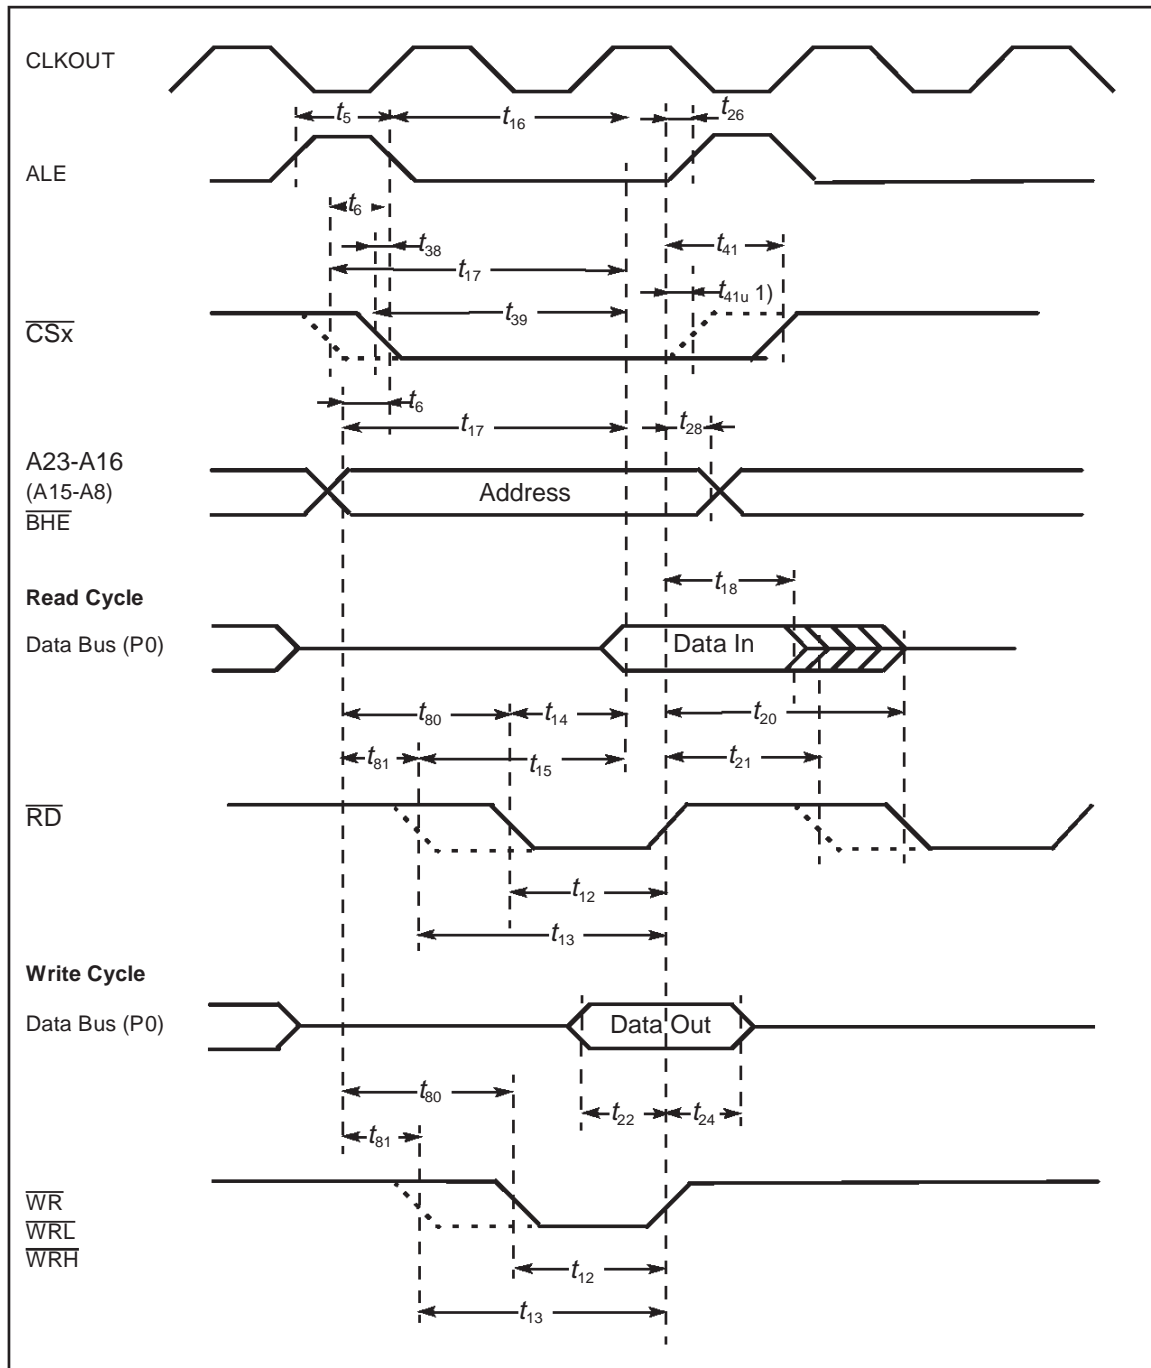 CLKOUT
t5
t16
t26
ALE
t6
t38
t41
t17
t41u 1)
CSx
t39
t6
t17
t28
A23-A16
(A15-A8)
BHE
Address
t18
Read Cycle
Data Bus (P0)
Data In
t80
t14
t20
t81
t15
t21
RD
t12
t13
Write Cycle
Data Bus (P0)
Data Out
t80
t22
t24
t81
WR
WRL
WRH
t12
t13